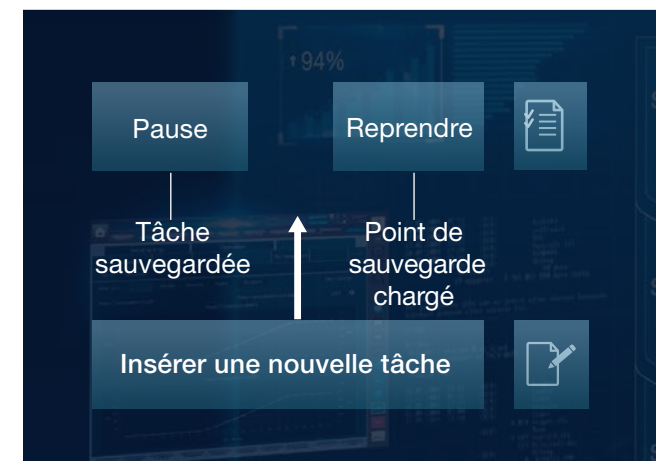 ↑94%
Pause
Reprendre
Tâche
sauvegardée
Point de
sauvegarde
chargé
Insérer une nouvelle tâche